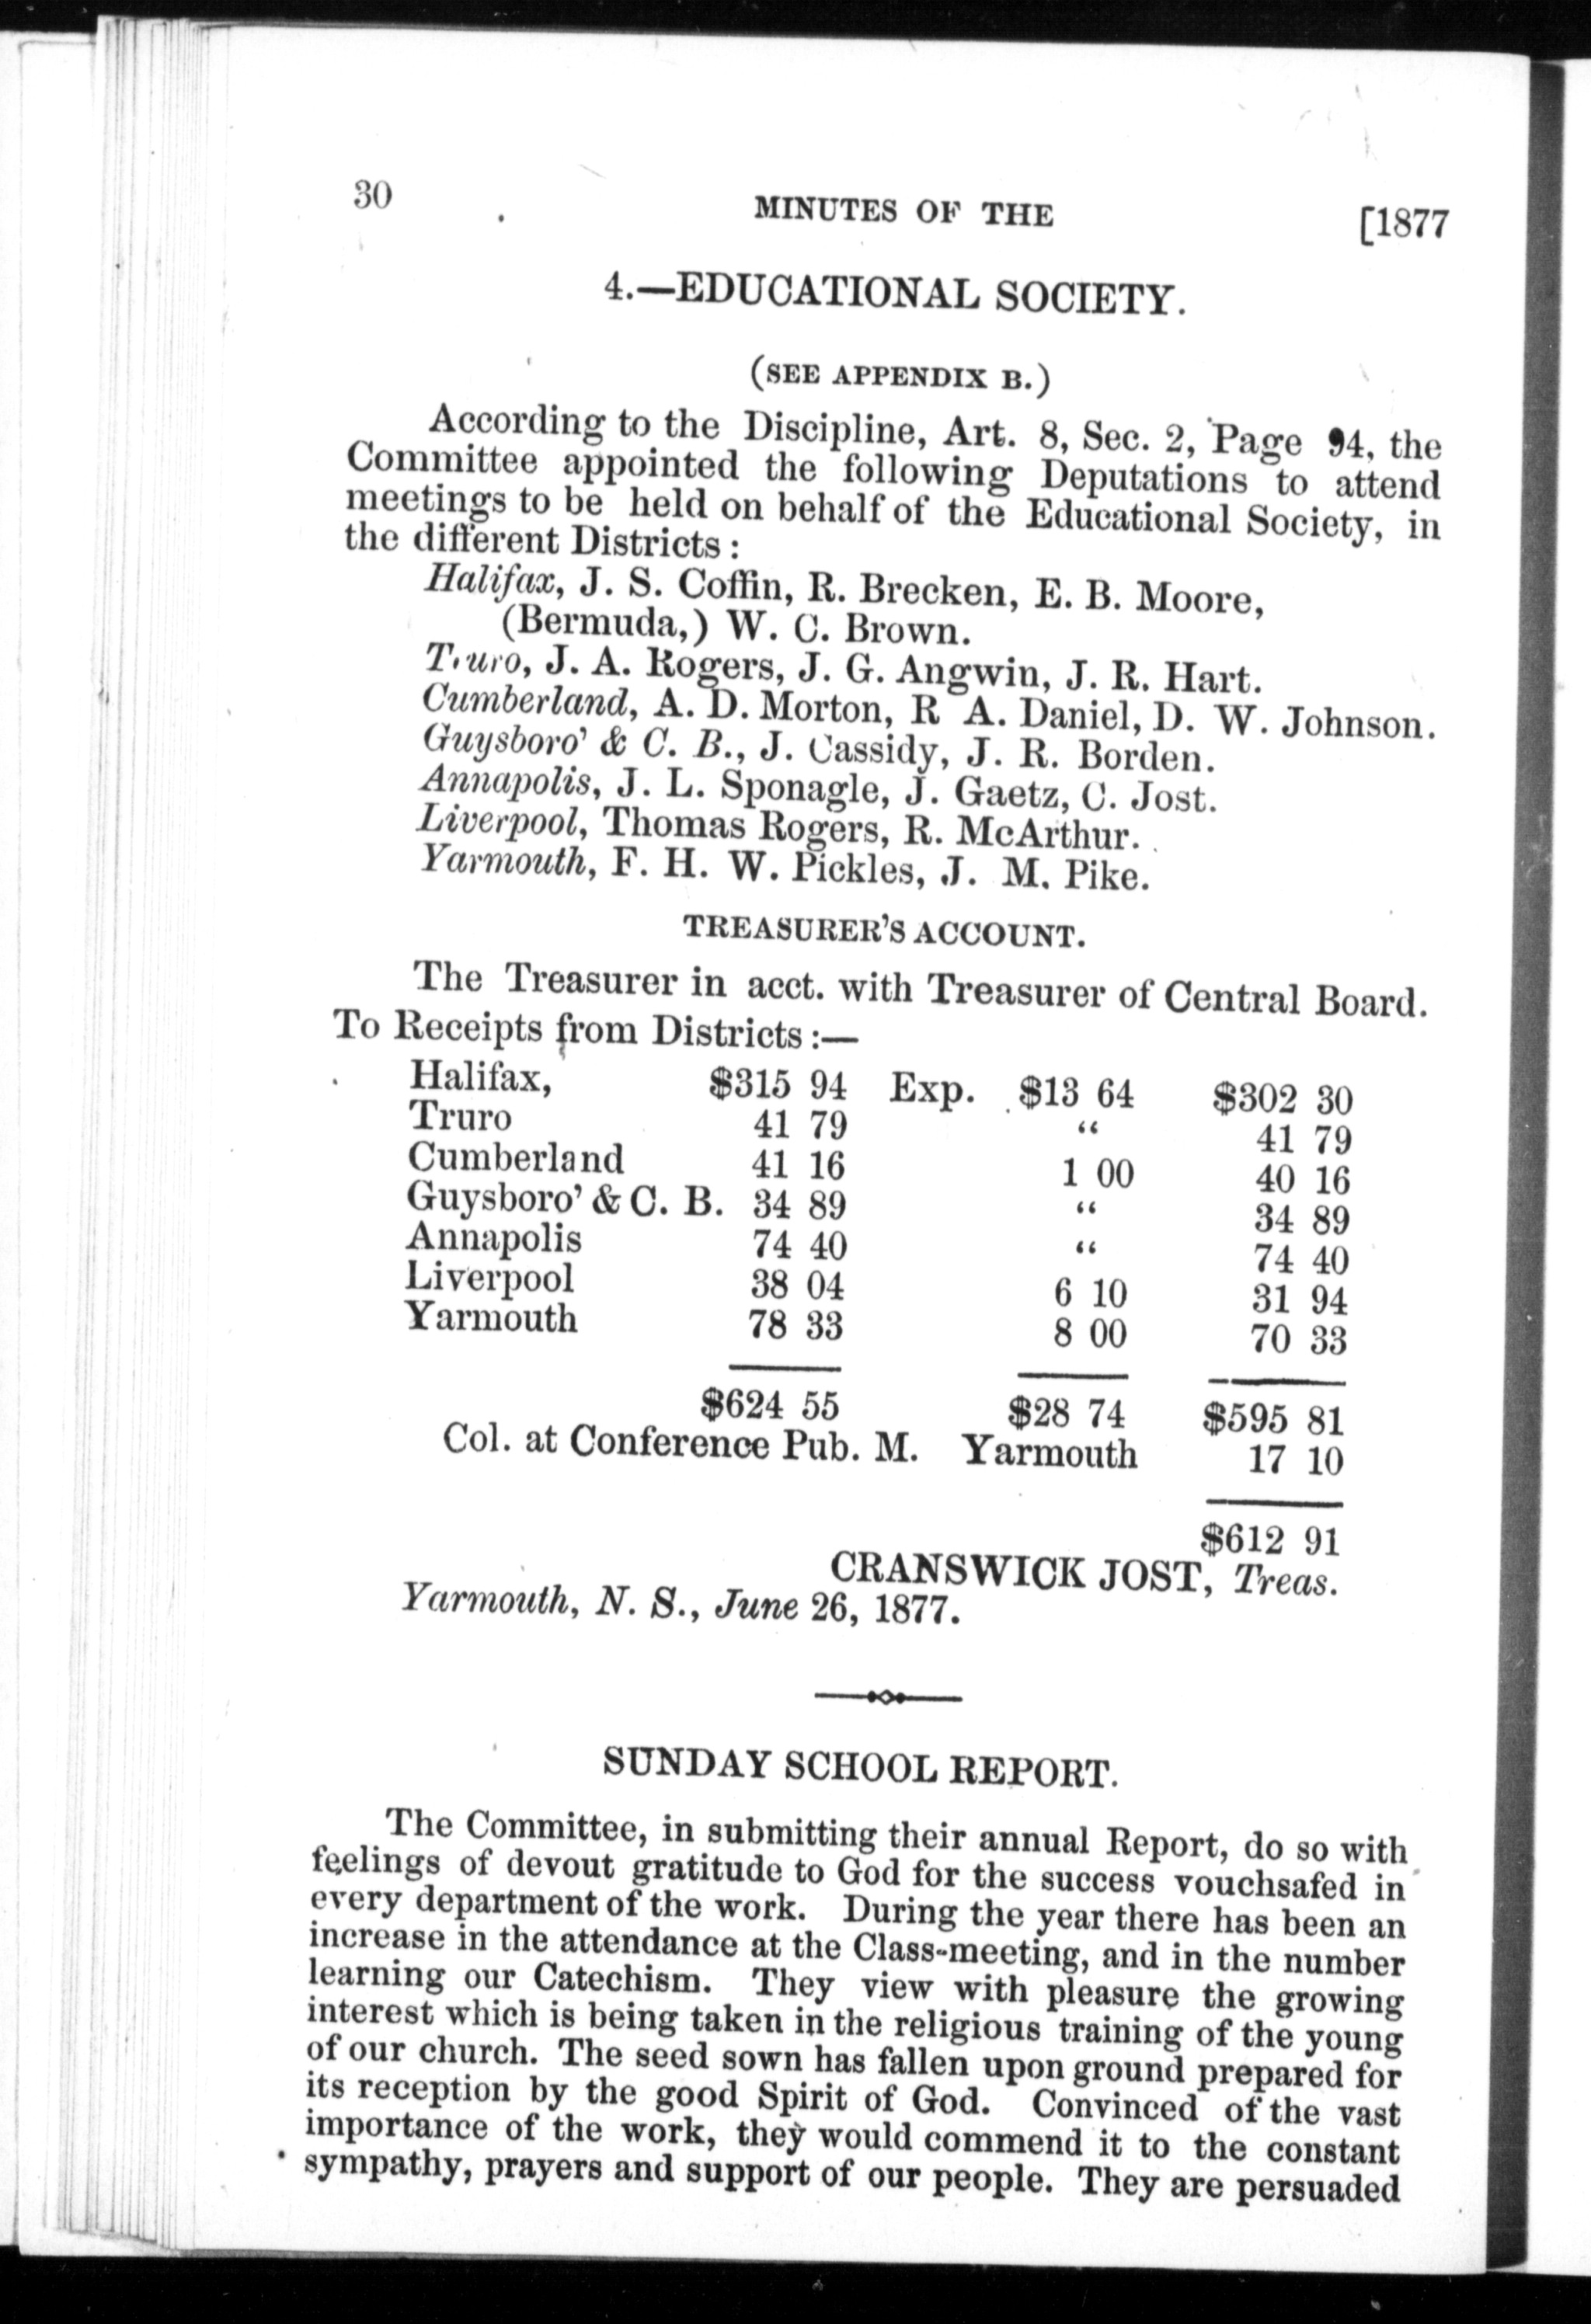 30 MINUTES OF THE [1877
4.—EDUCATIONAL SOCIETY.
(SEE APPENDIX B.)
According to the Discipline, Art. 8, Sec. 2, Page 94, the
Committee appointed the following Deputations to attend
meetings to be held on behalf of the Educational Society, in
the different Districts :
Halifax, J. S. Coffin, R. Brecken, E. B. Moore,
(Bermuda,) W. C. Brown.
Truro, J. A. Rogers, J. G. Angwin, J. R. Hart.
Cumberland, A. D. Morton, R A. Daniel, D. W. Johnson.
Guysboro' & C. B., J. Cassidy, J. R. Borden.
Annapolis, J. L. Sponagle, J. Gaetz, C. Jost.
Liverpool, Thomas Rogers, R. McArthur.
Yarmouth, F. H. W. Pickles, J. M. Pike.
TREASURER'S ACCOUNT.
The Treasurer in acct. with Treasurer of Central Board.
To Receipts from Districts :—
Halifax, $315 94 Exp. $13 64 $302 30
Truro 41 79 “ 41 79
Cumberland 41 16 1 00 40 16
Guysboro' & C. B. 34 89 “ 34 89
Annapolis 74 40 “ 74 40
Liverpool 38 04 6 10 31 94
Yarmouth 78 33 8 00 70 33
$624 55 $28 74 $595 81
Col. at Conference Pub. M. Yarmouth 17 10
$612 91
CRANSWICK JOST, Treas.
Yarmouth, N. S., June 26, 1877.
SUNDAY SCHOOL REPORT.
The Committee, in submitting their annual Report, do so with
feelings of devout gratitude to God for the success vouchsafed in
every department of the work. During the year there has been an
increase in the attendance at the Class-meeting, and in the number
learning our Catechism. They view with pleasure the growing
interest which is being taken in the religious training of the young
of our church. The seed sown has fallen upon ground prepared for
its reception by the good Spirit of God. Convinced of the vast
importance of the work, they would commend it to the constant
sympathy, prayers and support of our people. They are persuaded